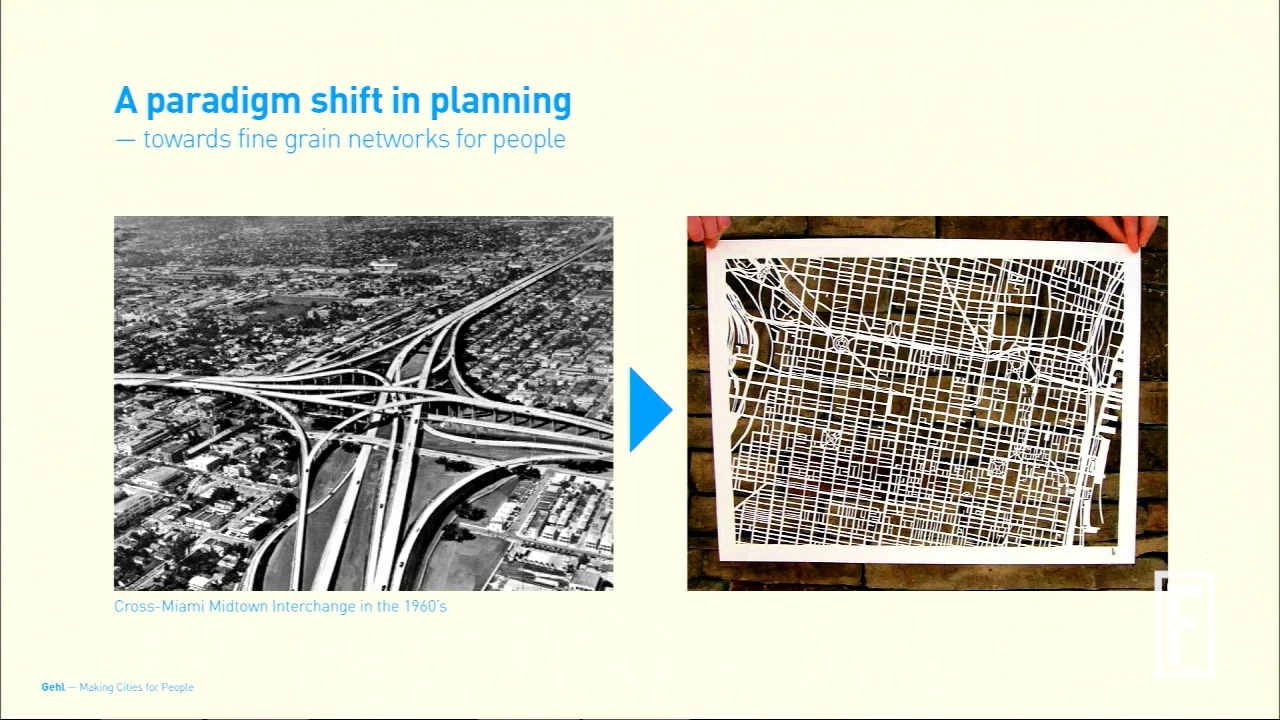 A paradigm shift in planning
— towards fine grain networks for people
Cross-Miami Midtown Interchange in the 1960's
k
F
Gehl — Making Cities for People